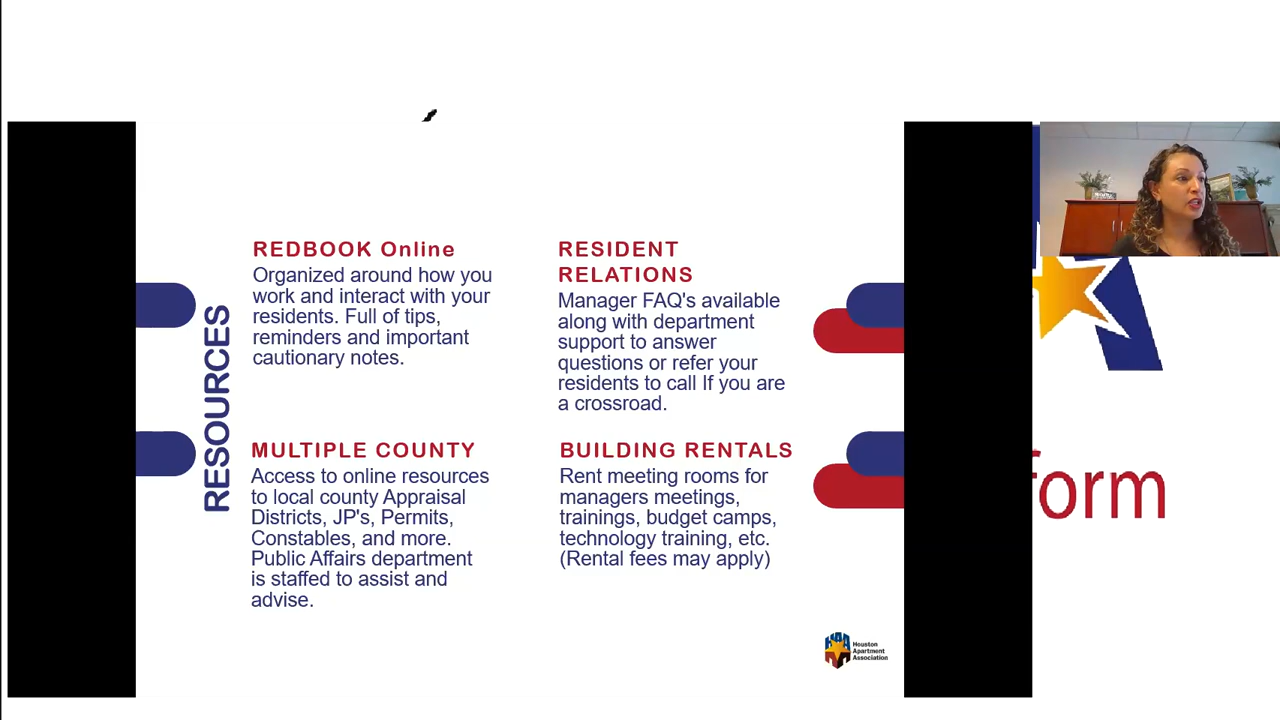 RESOURCES
REDBOOK Online
Organized around how you
work and interact with your
residents. Full of tips,
reminders and important
cautionary notes.
RESIDENT
RELATIONS
Manager FAQ's available
along with department
support to answer
questions or refer your
residents to call If you are
a crossroad.
MULTIPLE COUNTY
Access to online resources
to local county Appraisal
Districts, JP's, Permits,
Constables, and more.
Public Affairs department
is staffed to assist and
advise.
BUILDING RENTALS
Rent meeting rooms for
managers meetings,
trainings, budget camps,
technology training, etc.
(Rental fees may apply)
Houston
Apartment
Association
form